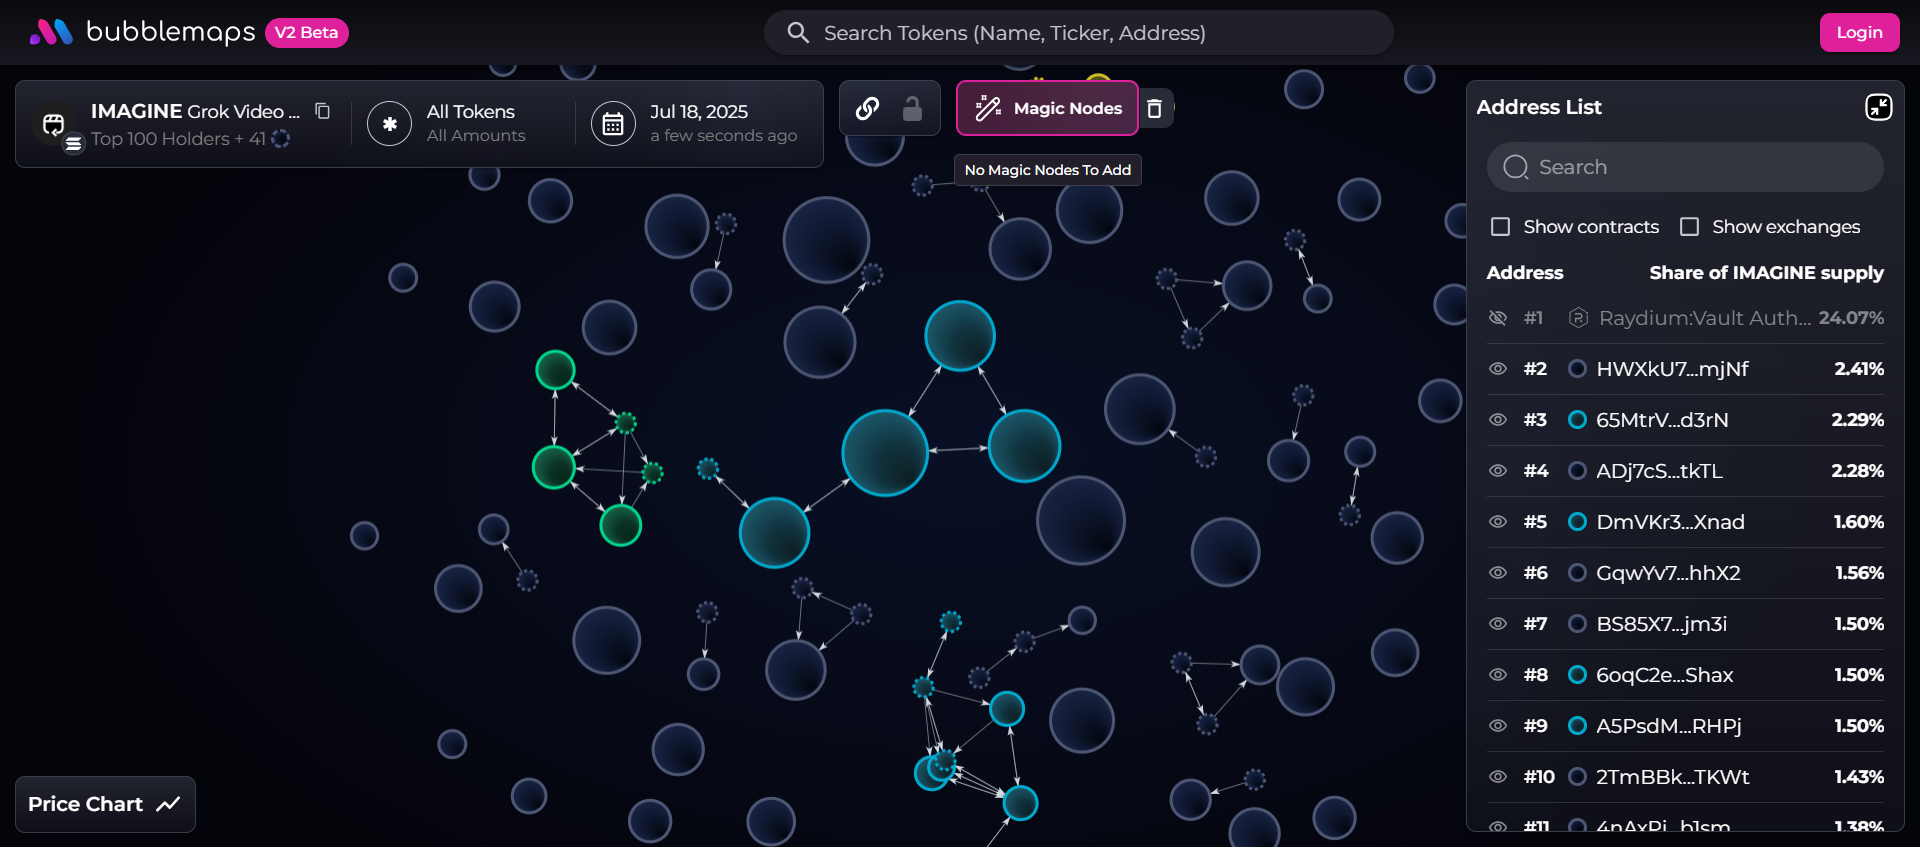 bubblemaps V2 Beta
Search Tokens (Name, Ticker, Address)
Login
IMAGINE Grok Video ...
Top 100 Holders + 41
All Tokens
All Amounts
Jul 18, 2025
a few seconds ago
Magic Nodes
No Magic Nodes To Add
Address List
Search
Show contracts Show exchanges
Address Share of IMAGINE supply
#1 Raydium:Vault Auth... 24.07%
#2 HWXkU7...mjNf 2.41%
#3 65MtrV...d3rN 2.29%
#4 ADj7cS...tkTL 2.28%
#5 DmVKr3...Xnad 1.60%
#6 GqwYv7...hhX2 1.56%
#7 BS85X7...jm3i 1.50%
#8 6oqC2e...Shax 1.50%
#9 A5PsdM...RHPj 1.50%
#10 2TmBBk...TKWt 1.43%
#11 1.38%
Price Chart